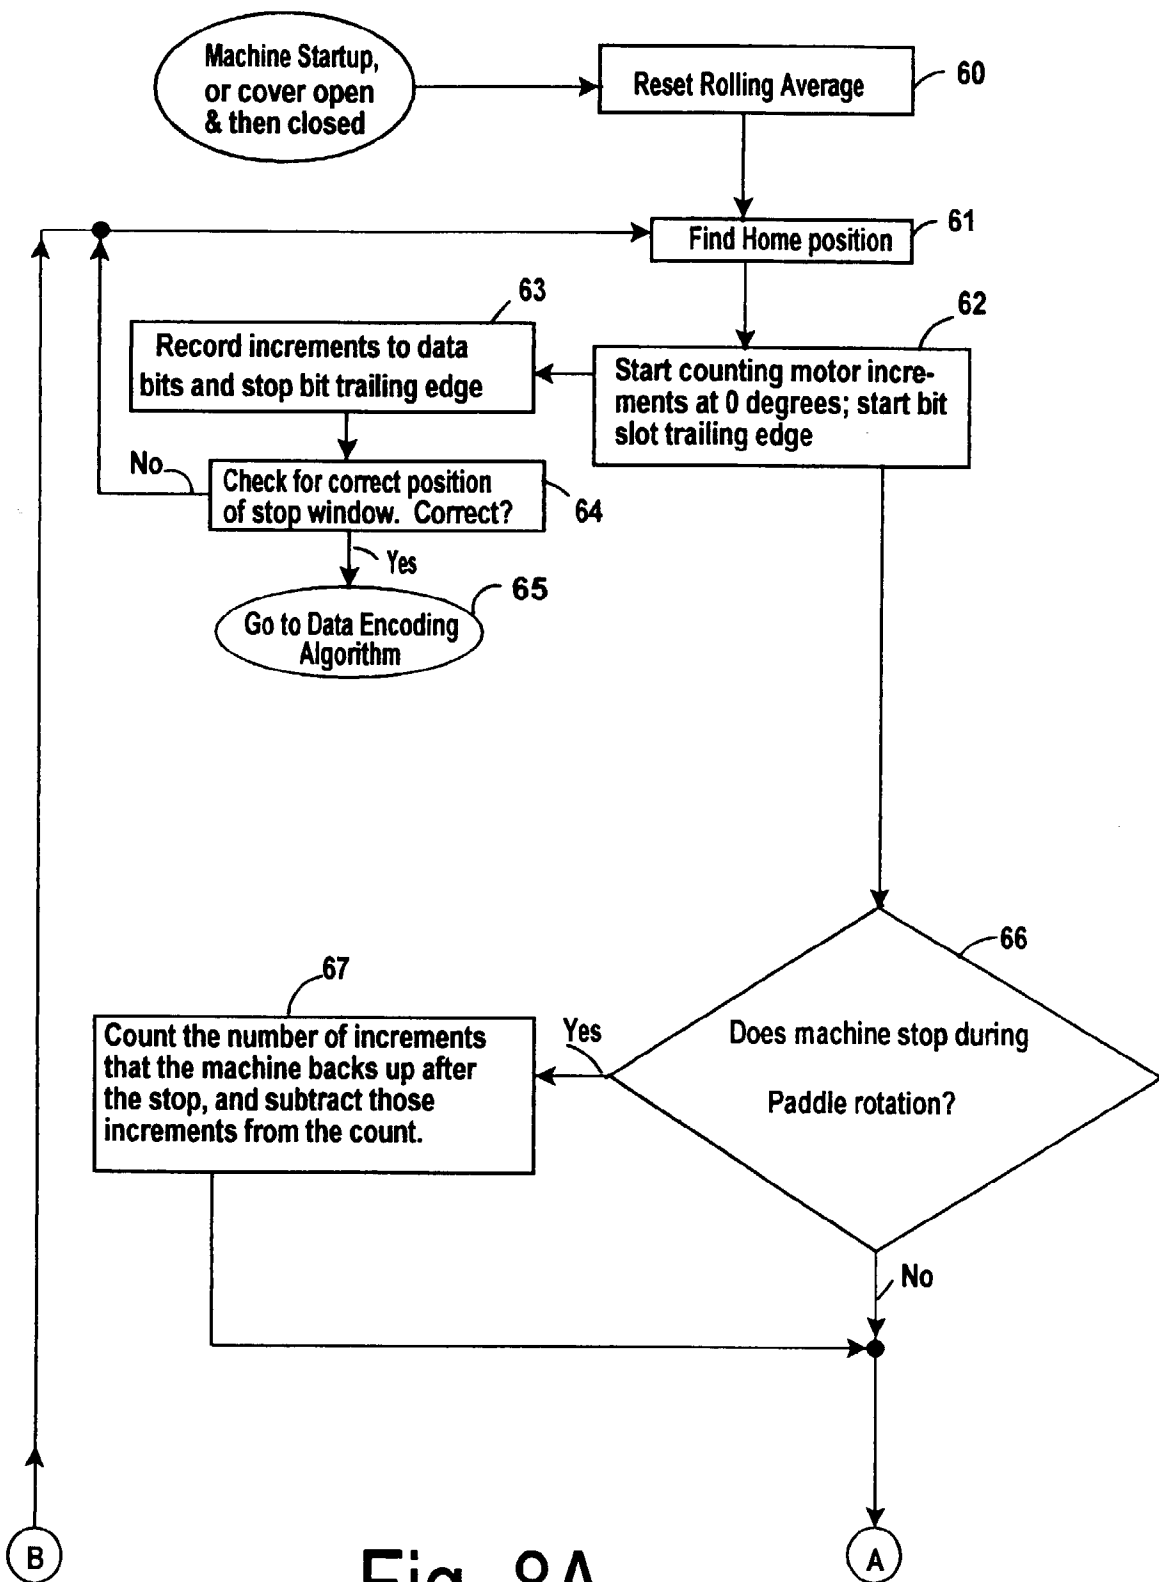 Machine Startup,
or cover open
& then closed
Reset Rolling Average
60
Find Home position
61
62
Start counting motor incre-
ments at 0 degrees; start bit
slot trailing edge
63
Record increments to data
bits and stop bit trailing edge
No
Check for correct position
of stop window. Correct?
64
Yes
65
Go to Data Encoding
Algorithm
66
Does machine stop during
Paddle rotation?
Yes
67
Count the number of increments
that the machine backs up after
the stop, and subtract those
increments from the count.
No
B
A
Fig. 8A